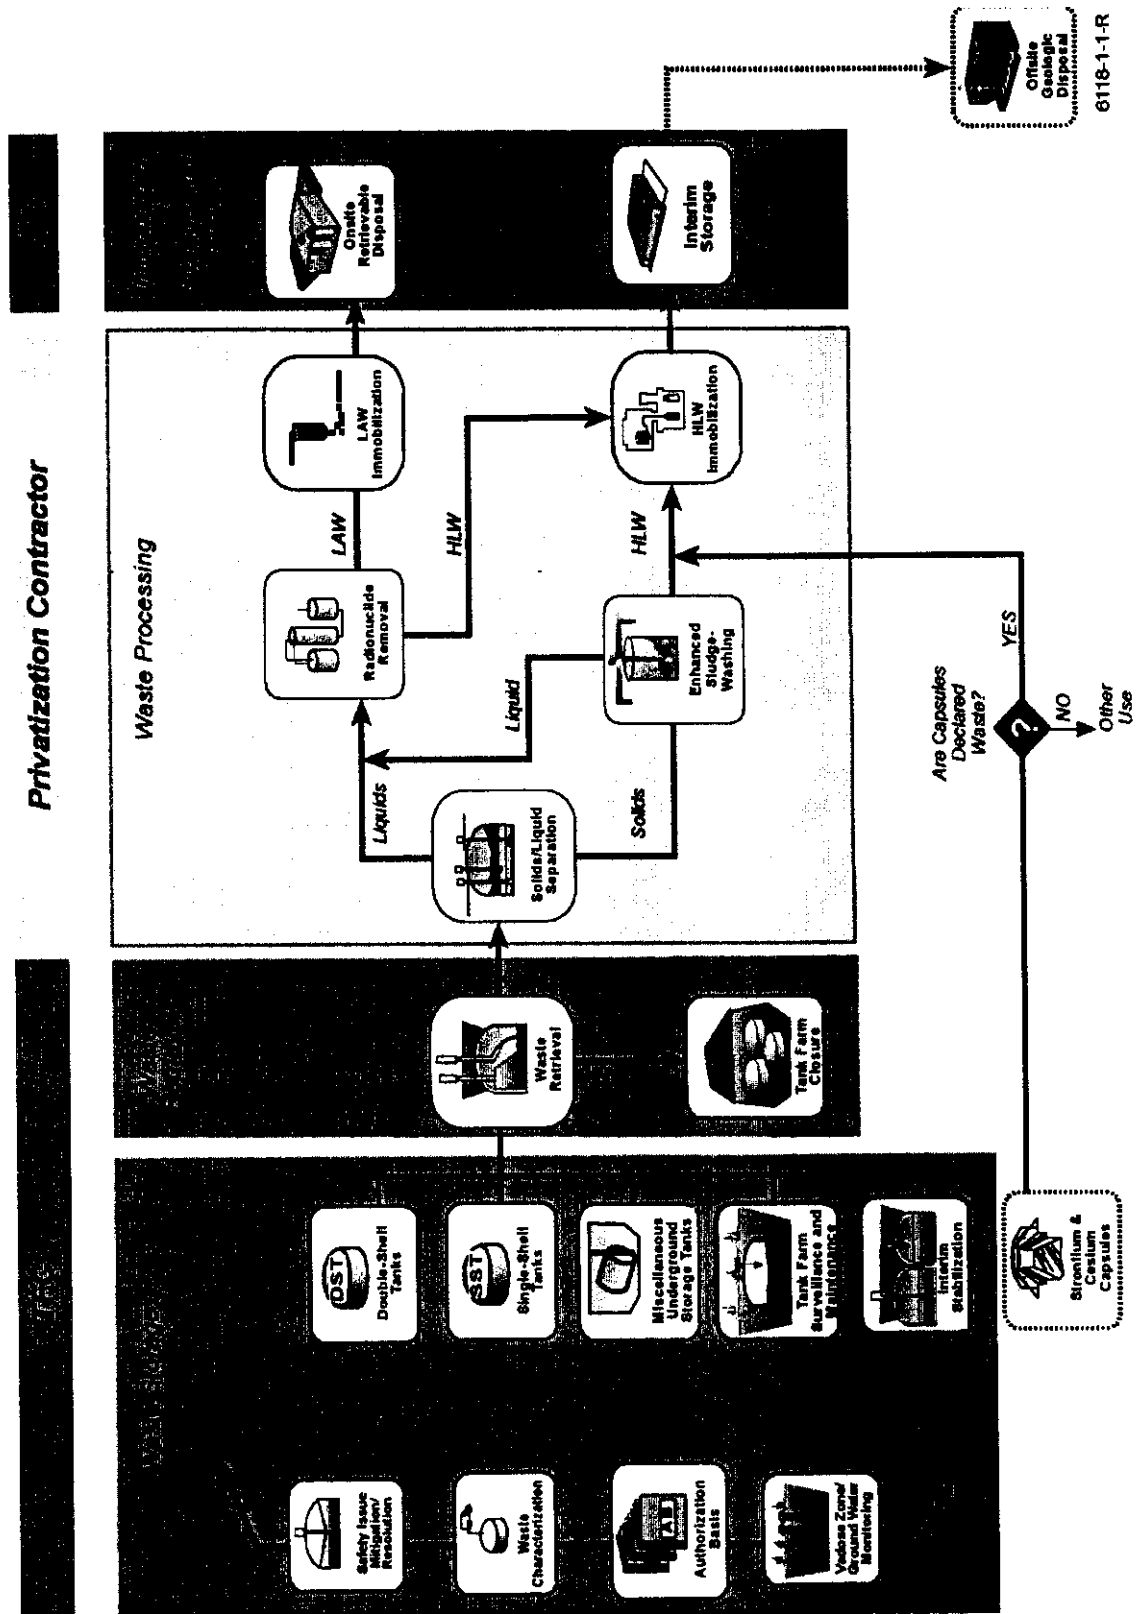 Privatization Contractor
Safety Issue
Mitigation/
Resolution
Waste
Characterization
Authorization
Basis
Vadose Zone/
Ground Water
Monitoring
DST
Double-Shell
Tanks
SST
Single-Shell
Tanks
Miscellaneous
Underground
Storage Tanks
Tank Farm
Surveillance and
Maintenance
Interim
Stabilization
Strontium &
Cesium
Capsules
Waste
Retrieval
Tank Farm
Closure
Waste Processing
Solids/Liquid
Separation
Liquids
Solids
Liquid
Radionuclide
Removal
Enhanced
Sludge-
Washing
LAW
HLW
HLW
LAW
Immobilization
HLW
Immobilization
Are Capsules
Declared
Waste?
?
YES
NO
Other
Use
Onsite
Retrievable
Disposal
Interim
Storage
Offsite
Geologic
Disposal
6118-1-1-R